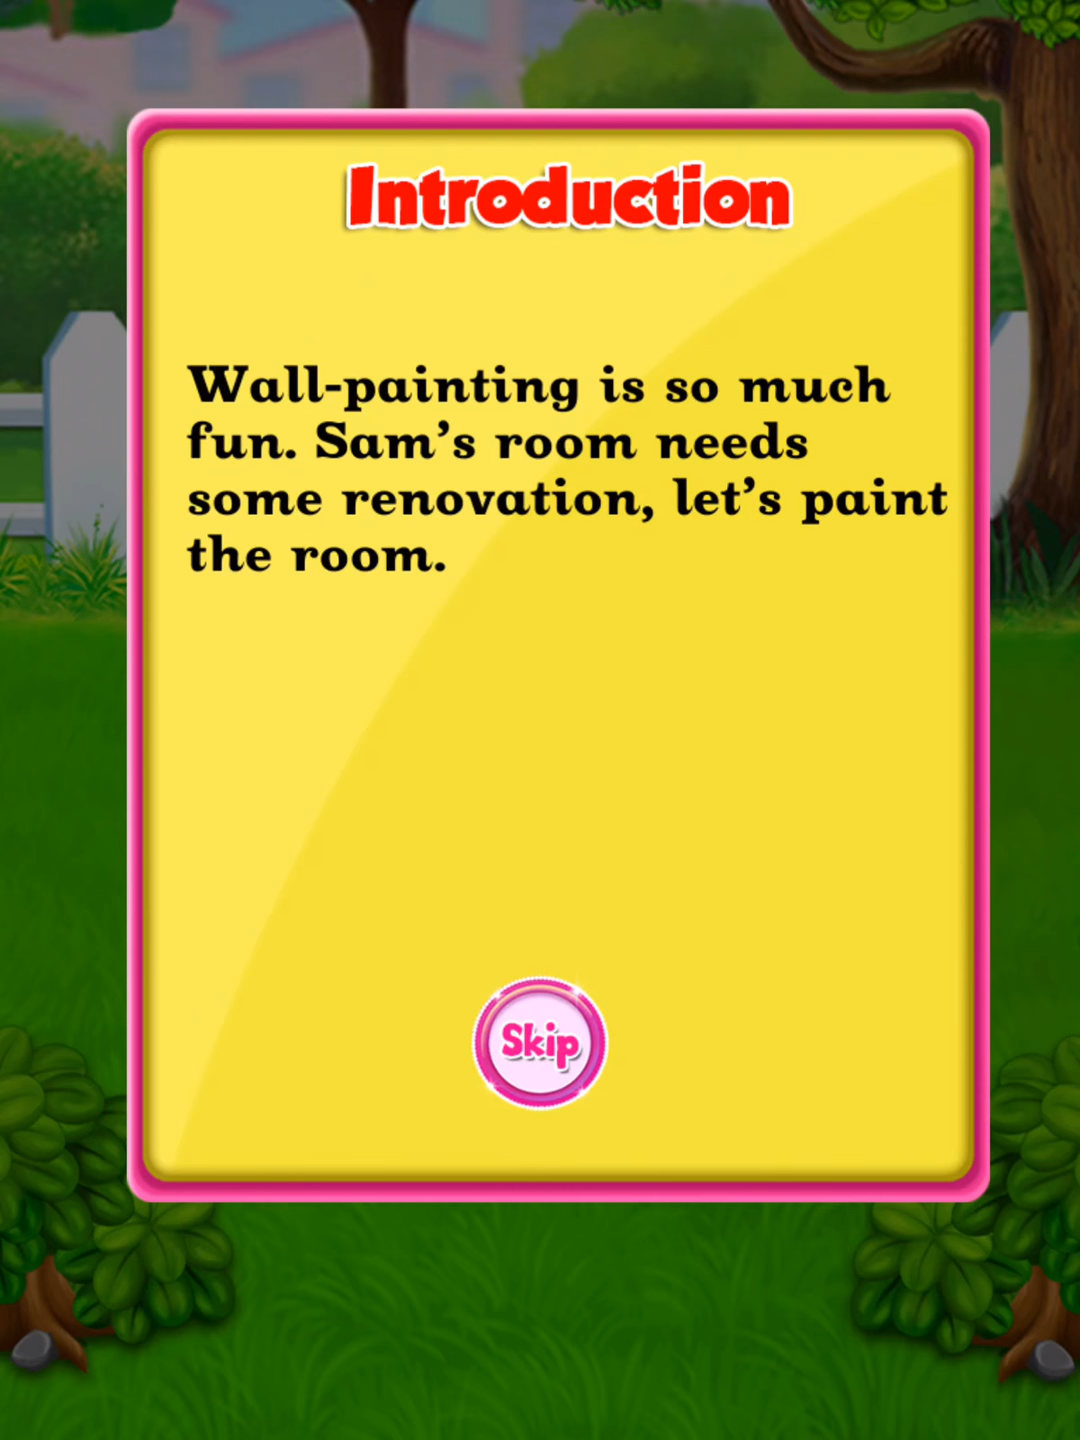 Introduction
Wall-painting is so much
fun. Sam's room needs
some renovation, let's paint
the room.
Skip